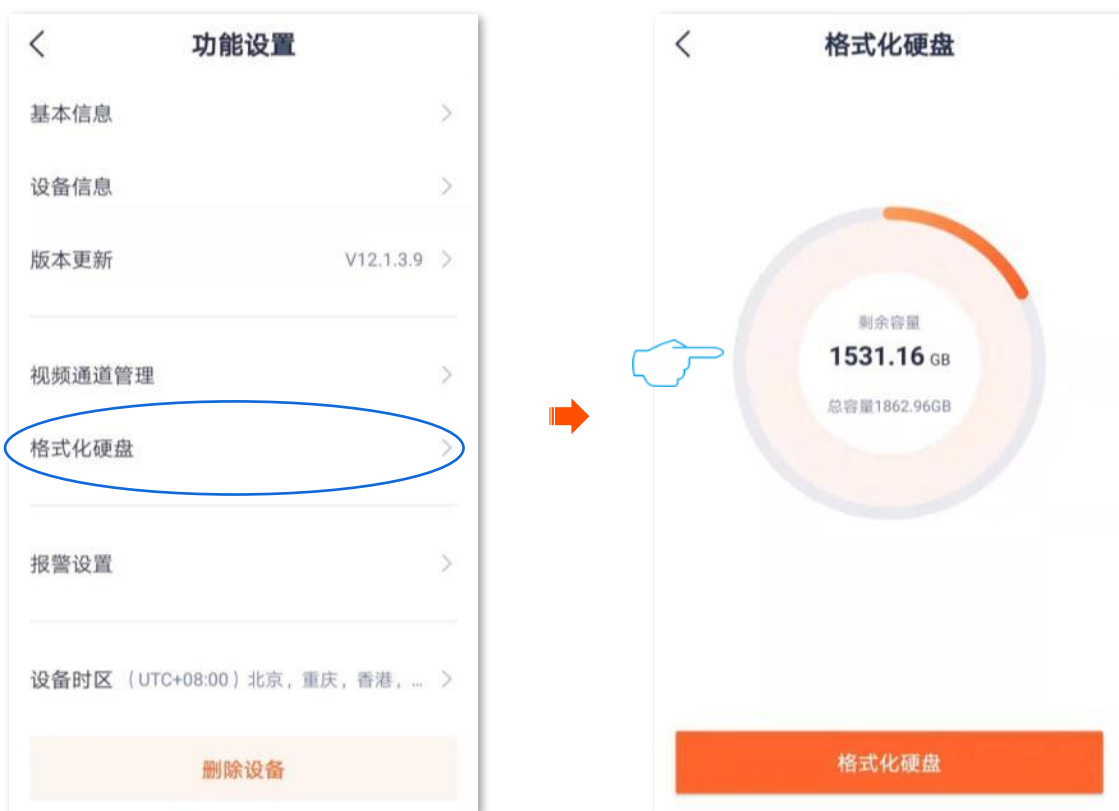 功能设置
基本信息
设备信息
版本更新 V12.1.3.9
视频通道管理
格式化硬盘
报警设置
设备时区（UTC+08:00）北京，重庆，香港，...
删除设备
格式化硬盘
剩余容量
1531.16 GB
总容量1862.96GB
格式化硬盘